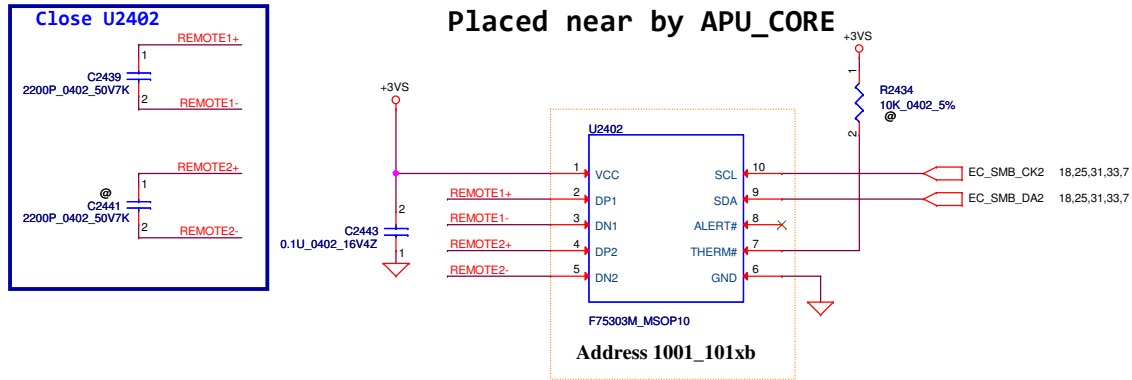 Close U2402
REMOTE1+
1
C2439
2200P_0402_50V7K
2
REMOTE1-
REMOTE2+
@
1
C2441
2200P_0402_50V7K
2
REMOTE2-
Placed near by APU_CORE
+3VS
1
R2434
10K_0402_5%
@
2
+3VS
2
C2443
0.1U_0402_16V4Z
1
U2402
1 VCC SCL 10 EC_SMB_CK2 18,25,31,33,7
REMOTE1+ 2 DP1 SDA 9 EC_SMB_DA2 18,25,31,33,7
REMOTE1- 3 DN1 ALERT# 8
REMOTE2+ 4 DP2 THERM# 7
REMOTE2- 5 DN2 GND 6
F75303M_MSOP10
Address 1001_101xb